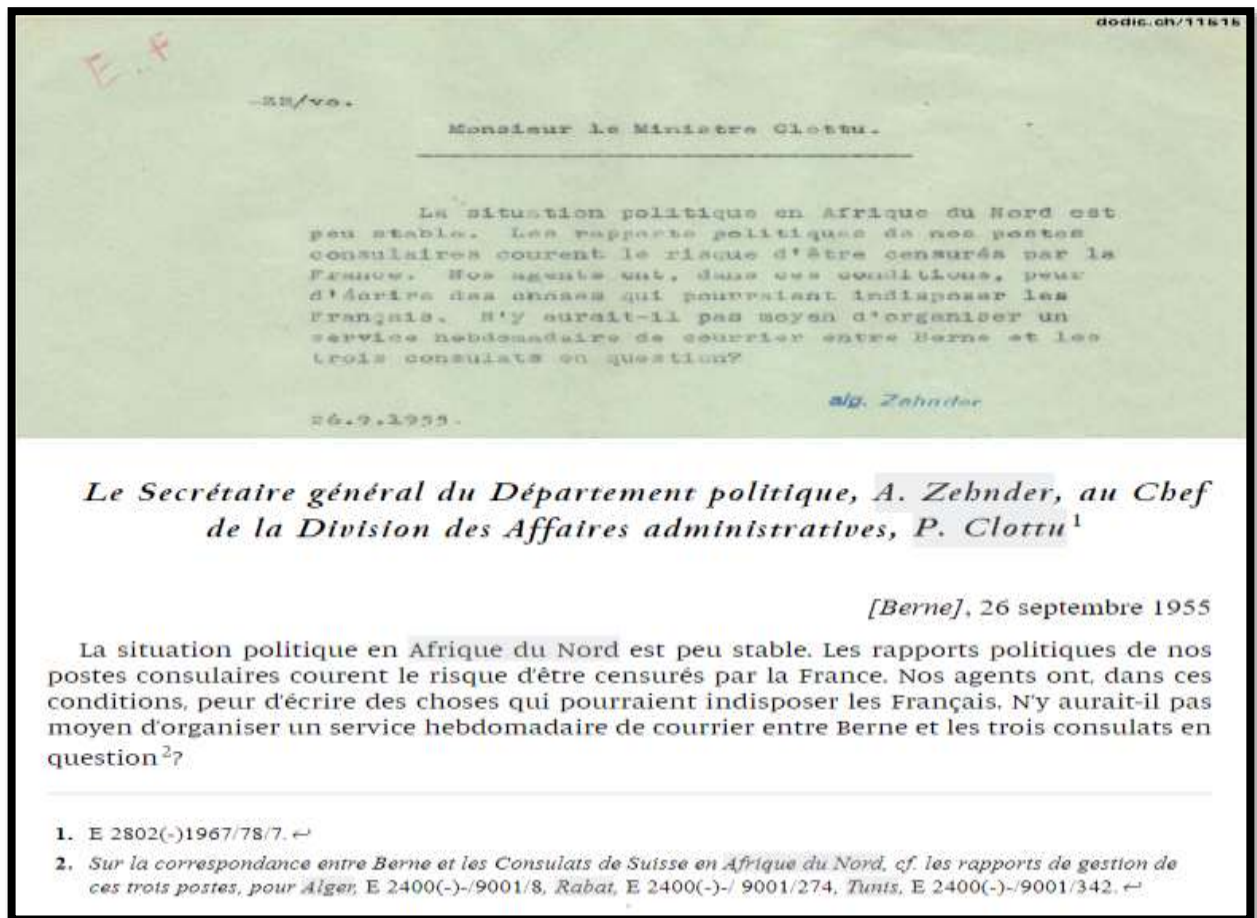 dodis.ch/11515
E.f
-ZZ/vo.
Monsieur le Ministre Clottu.
La situation politique en Afrique du Nord est
peu stable. Les rapports politiques de nos postes
consulaires courent le risque d'être censurés par la
France. Nos agents ont, dans ces conditions, peur
d'écrire des choses qui pourraient indisposer les
Français. N'y aurait-il pas moyen d'organiser un
service hebdomadaire de courrier entre Berne et les
trois consulats en question?
sig. Zehnder
26.9.1955.
Le Secrétaire général du Département politique, A. Zehnder, au Chef
de la Division des Affaires administratives, P. Clottu 1
[Berne], 26 septembre 1955
La situation politique en Afrique du Nord est peu stable. Les rapports politiques de nos
postes consulaires courent le risque d'être censurés par la France. Nos agents ont, dans ces
conditions, peur d'écrire des choses qui pourraient indisposer les Français. N'y aurait-il pas
moyen d'organiser un service hebdomadaire de courrier entre Berne et les trois consulats en
question 2?
1. E 2802(-)1967/78/7. ↩
2. Sur la correspondance entre Berne et les Consulats de Suisse en Afrique du Nord, cf. les rapports de gestion de
ces trois postes, pour Alger, E 2400(-)-/9001/8, Rabat, E 2400(-)-/ 9001/274, Tunis, E 2400(-)-/9001/342. ↩